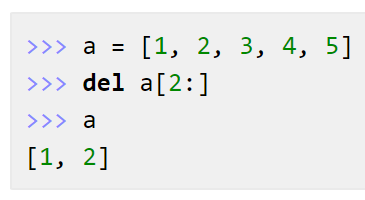 >>> a = [1, 2, 3, 4, 5]
>>> del a[2:]
>>> a
[1, 2]